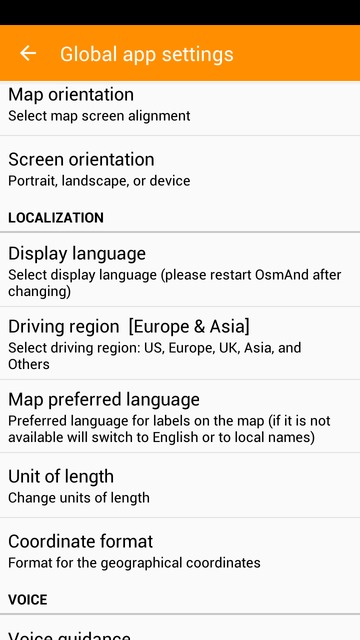 Global app settings
Map orientation
Select map screen alignment
Screen orientation
Portrait, landscape, or device
LOCALIZATION
Display language
Select display language (please restart OsmAnd after
changing)
Driving region [Europe & Asia]
Select driving region: US, Europe, UK, Asia, and
Others
Map preferred language
Preferred language for labels on the map (if it is not
available will switch to English or to local names)
Unit of length
Change units of length
Coordinate format
Format for the geographical coordinates
VOICE
Voice guidance